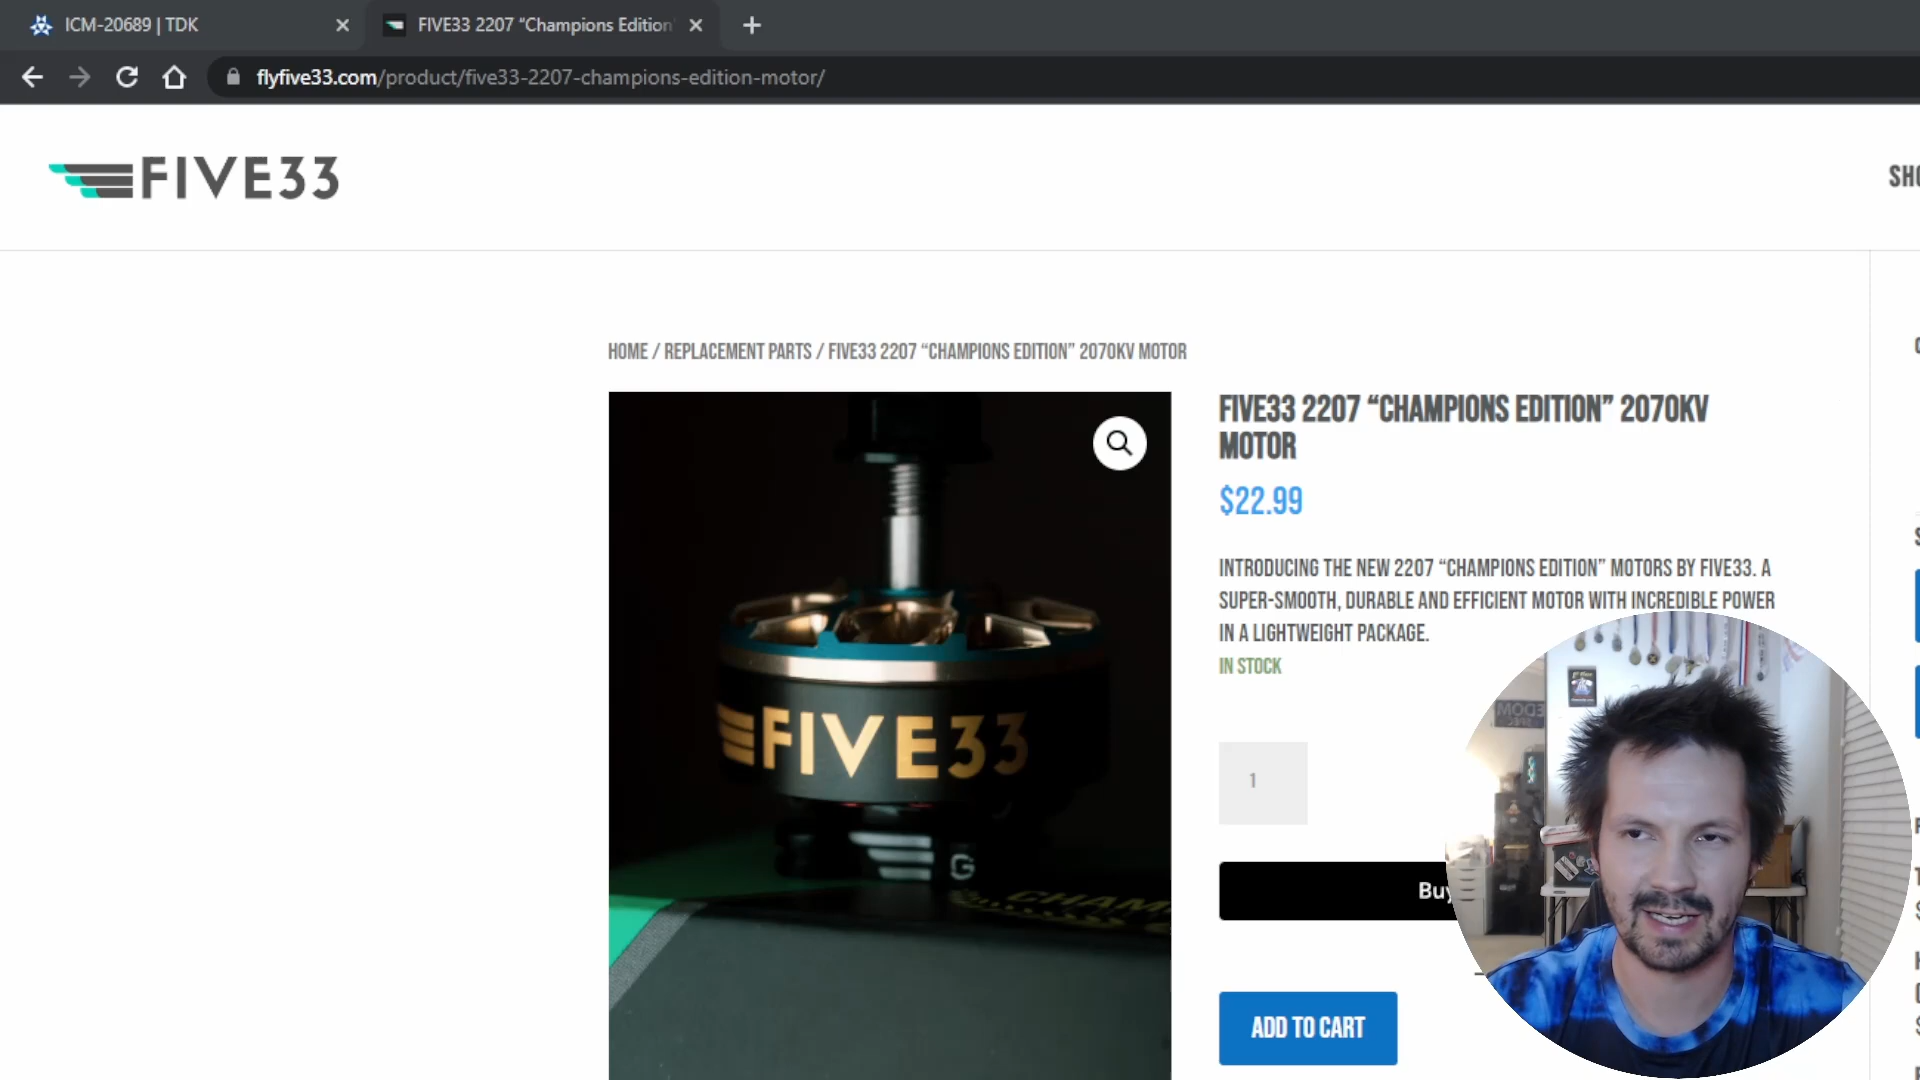 ICM-20689 | TDK
FIVE33 2207 “Champions Edition”
flyfive33.com/product/five33-2207-champions-edition-motor/
FIVE33
SHO
HOME / REPLACEMENT PARTS / FIVE33 2207 “CHAMPIONS EDITION” 2070KV MOTOR
FIVE33 2207 “CHAMPIONS EDITION” 2070KV
MOTOR
$22.99
INTRODUCING THE NEW 2207 “CHAMPIONS EDITION” MOTORS BY FIVE33. A
SUPER-SMOOTH, DURABLE AND EFFICIENT MOTOR WITH INCREDIBLE POWER
IN A LIGHTWEIGHT PACKAGE.
IN STOCK
FIVE33
G
CHAM
1
Buy
ADD TO CART